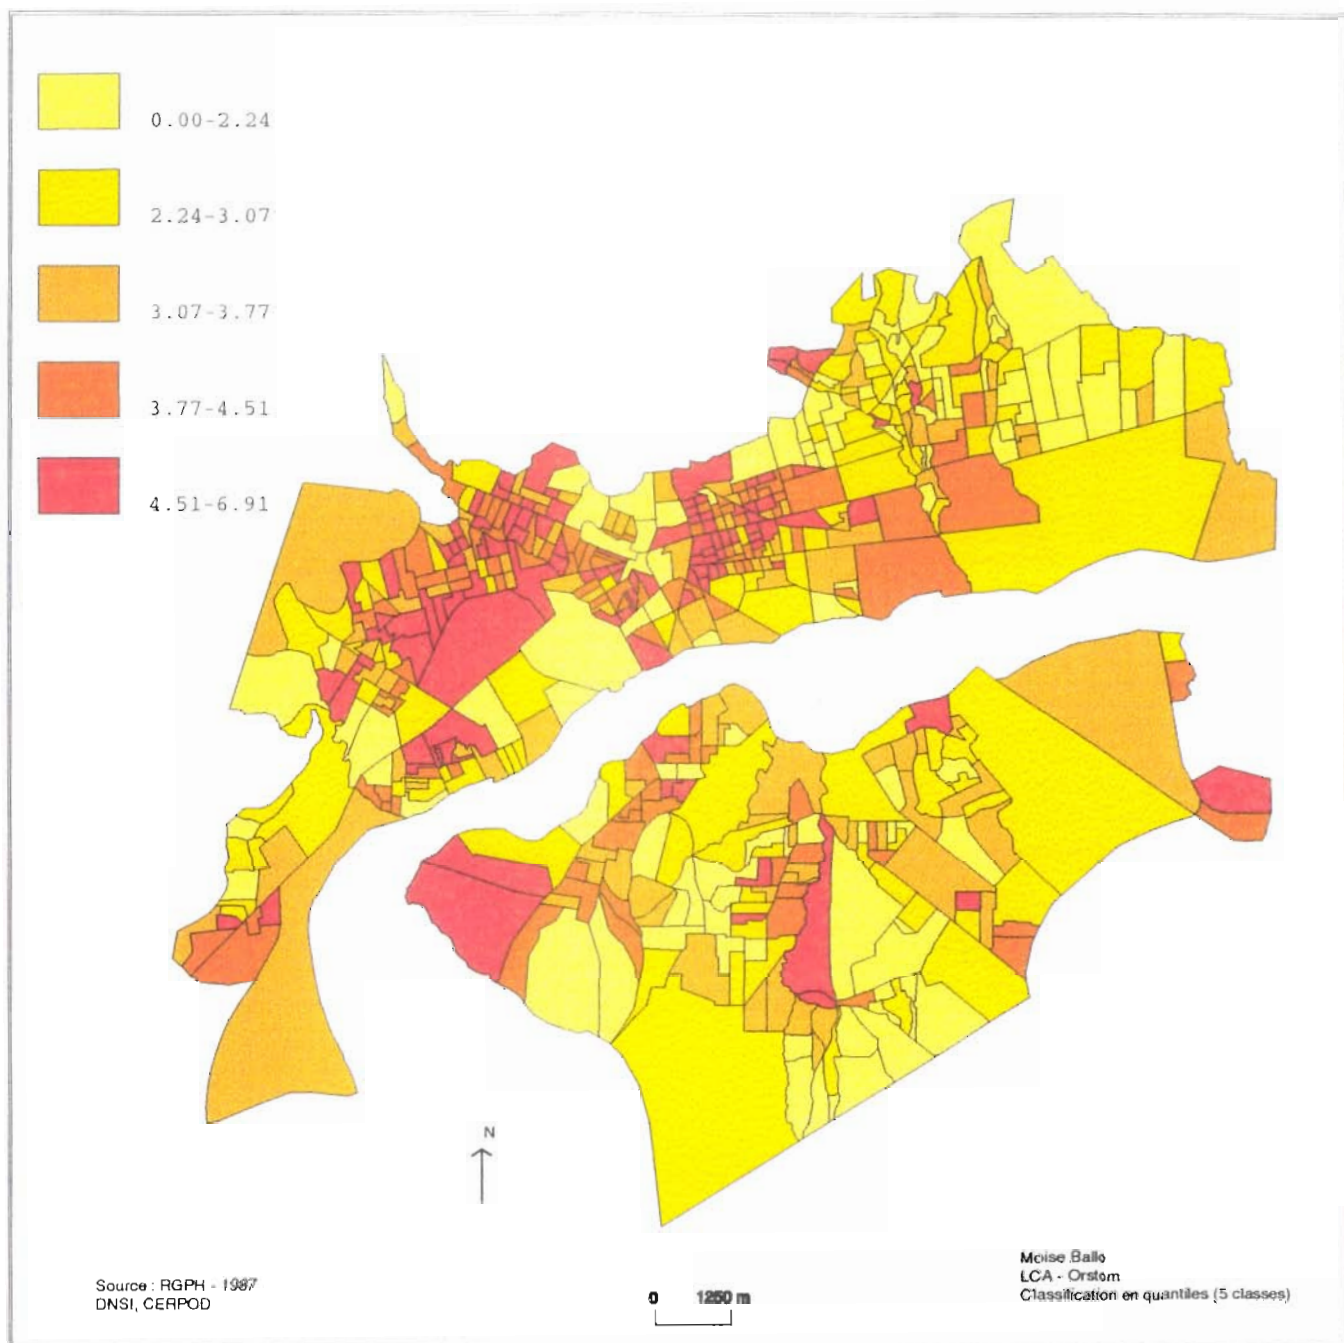 0.00-2.24
2.24-3.07
3.07-3.77
3.77-4.51
4.51-6.91
N
Source : RGPH - 1987
DNSI, CERPOD
0 1250 m
Moise Ballo
LCA - Orstom
Classification en quantiles (5 classes)